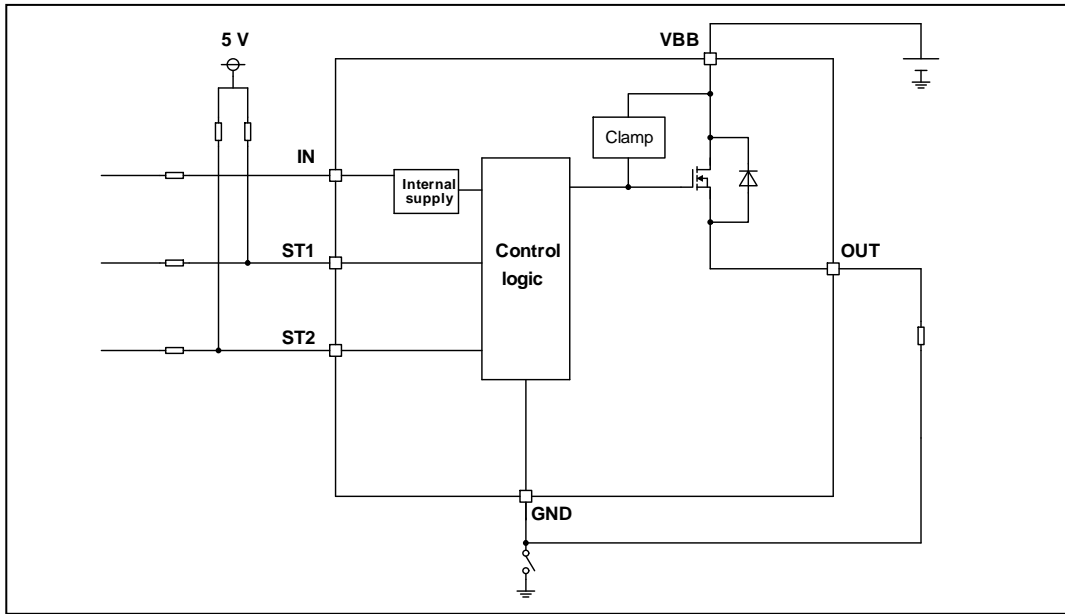 5 V
VBB
Clamp
IN
Internal
supply
Control
logic
ST1
OUT
ST2
GND